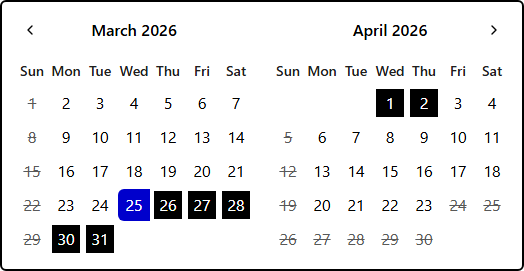 March 2026
Sun Mon Tue Wed Thu Fri Sat
1 2 3 4 5 6 7
8 9 10 11 12 13 14
15 16 17 18 19 20 21
22 23 24 25 26 27 28
29 30 31
April 2026
Sun Mon Tue Wed Thu Fri Sat
1 2 3 4
5 6 7 8 9 10 11
12 13 14 15 16 17 18
19 20 21 22 23 24 25
26 27 28 29 30